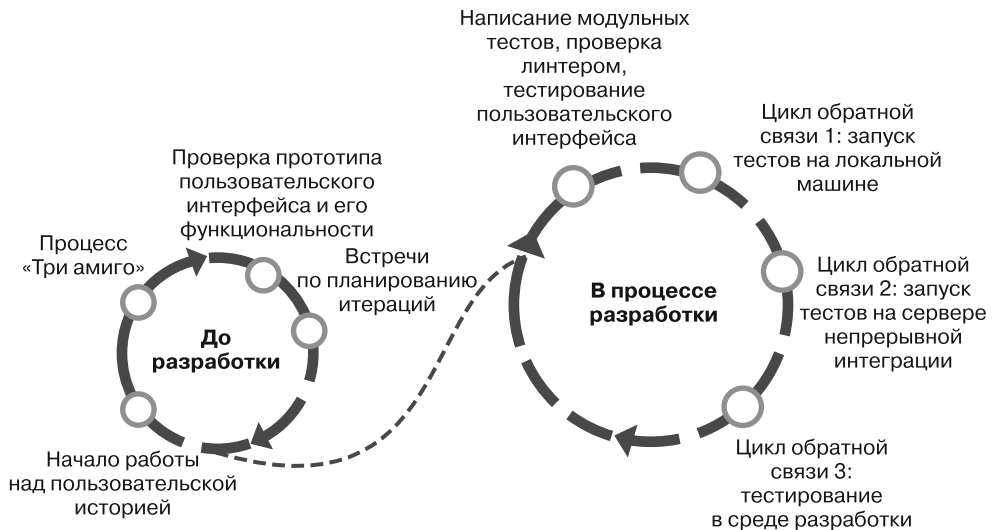 Написание модульных
тестов, проверка
линтером,
тестирование
пользовательского
интерфейса
Цикл обратной
связи 1: запуск
тестов на локальной
машине
Проверка прототипа
пользовательского
интерфейса и его
функциональности
Процесс
«Три амиго»
Встречи
по планированию
итераций
До
разработки
В процессе
разработки
Цикл обратной
связи 2: запуск
тестов на сервере
непрерывной
интеграции
Начало работы
над пользовательской
историей
Цикл обратной
связи 3:
тестирование
в среде разработки